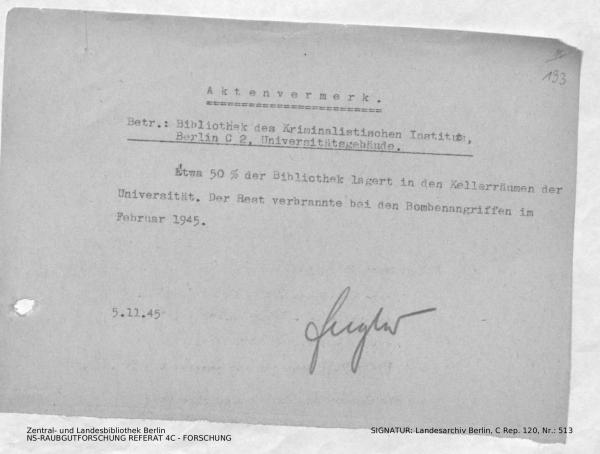 193
Aktenvermerk.
Betr.: Bibliothek des Kriminalistischen Instituts,
Berlin C 2, Universitätsgebäude.
Etwa 50 % der Bibliothek lagert in den Kellerräumen der
Universität. Der Rest verbrannte bei den Bombenangriffen im
Februar 1945.
5.11.45
Zentral- und Landesbibliothek Berlin
NS-RAUBGUTFORSCHUNG REFERAT 4C - FORSCHUNG
SIGNATUR: Landesarchiv Berlin, C Rep. 120, Nr.: 513